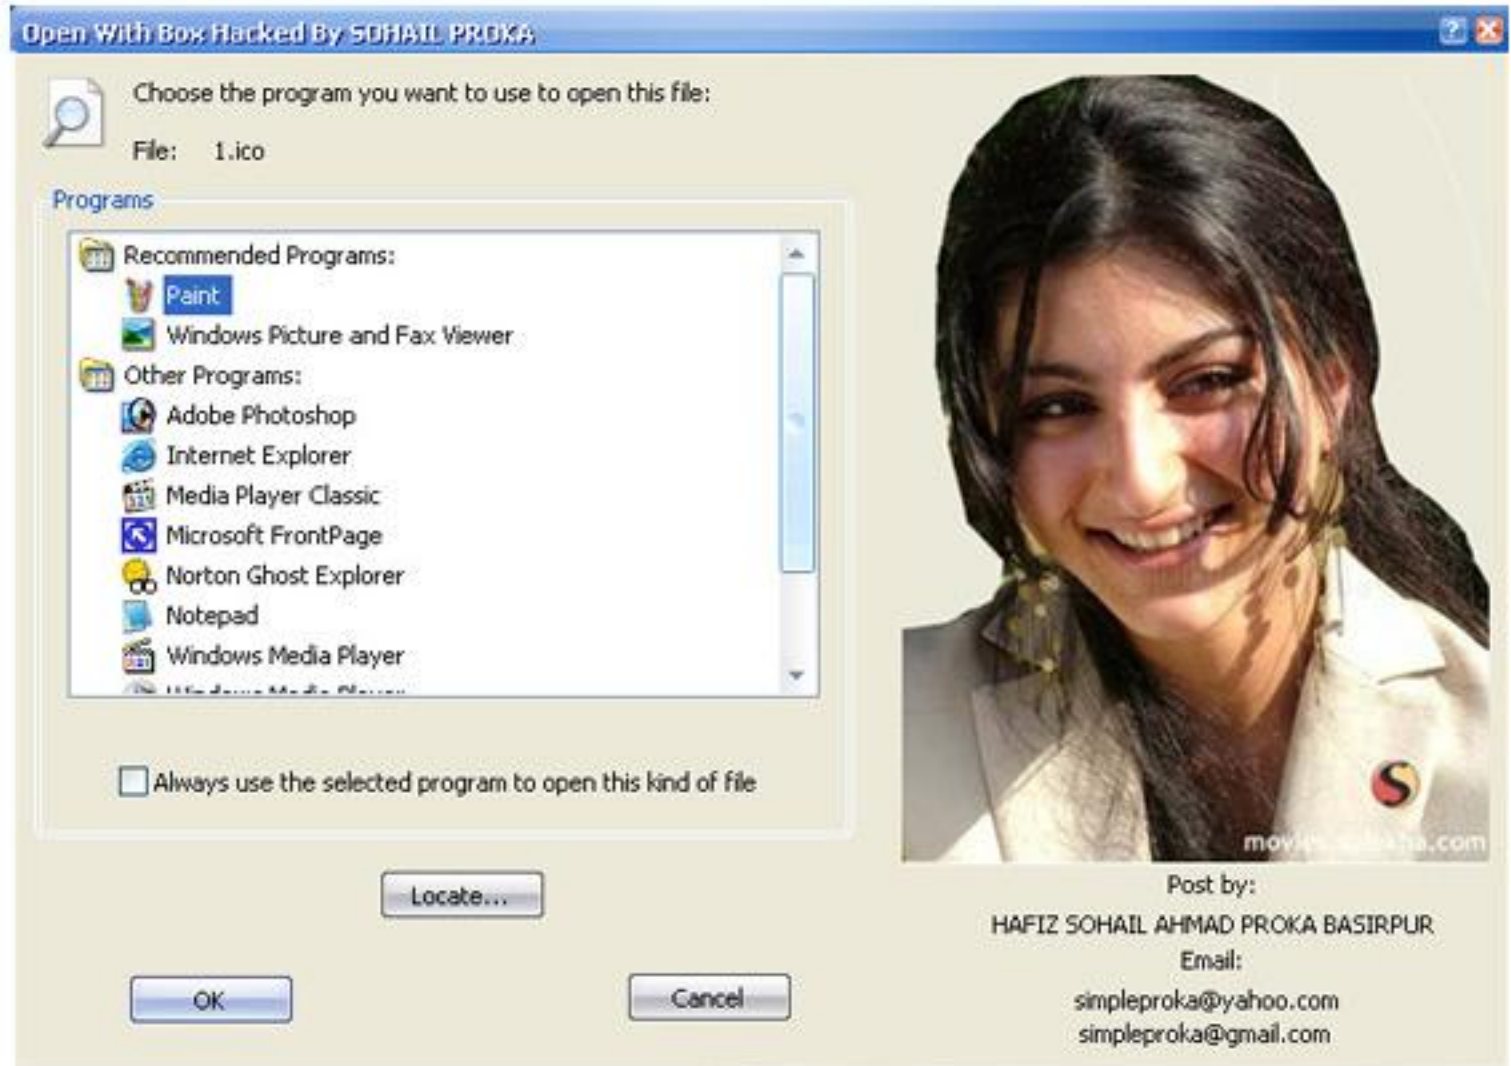 Open With Box Hacked By SOHAIL PROKA
Choose the program you want to use to open this file:
File: 1.ico
Programs
Recommended Programs:
Paint
Windows Picture and Fax Viewer
Other Programs:
Adobe Photoshop
Internet Explorer
Media Player Classic
Microsoft FrontPage
Norton Ghost Explorer
Notepad
Windows Media Player
Windows Media Player
Always use the selected program to open this kind of file
Locate...
OK
Cancel
S
.com
Post by:
HAFIZ SOHAIL AHMAD PROKA BASIRPUR
Email:
simpleproka@yahoo.com
simpleproka@gmail.com